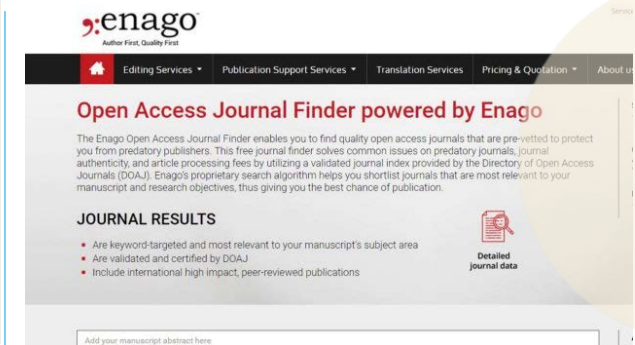 Service
enago
Author First, Quality First
Editing Services
Publication Support Services
Translation Services
Pricing & Quotation
About us
Open Access Journal Finder powered by Enago
The Enago Open Access Journal Finder enables you to find quality open access journals that are pre-vetted to protect
you from predatory publishers. This free journal finder solves common issues on predatory journals, journal
authenticity, and article processing fees by utilizing a validated journal index provided by the Directory of Open Access
Journals (DOAJ). Enago's proprietary search algorithm helps you shortlist journals that are most relevant to your
manuscript and research objectives, thus giving you the best chance of publication.
JOURNAL RESULTS
Are keyword-targeted and most relevant to your manuscript's subject area
Are validated and certified by DOAJ
Include international high impact, peer-reviewed publications
Detailed
journal data
Add your manuscript abstract here